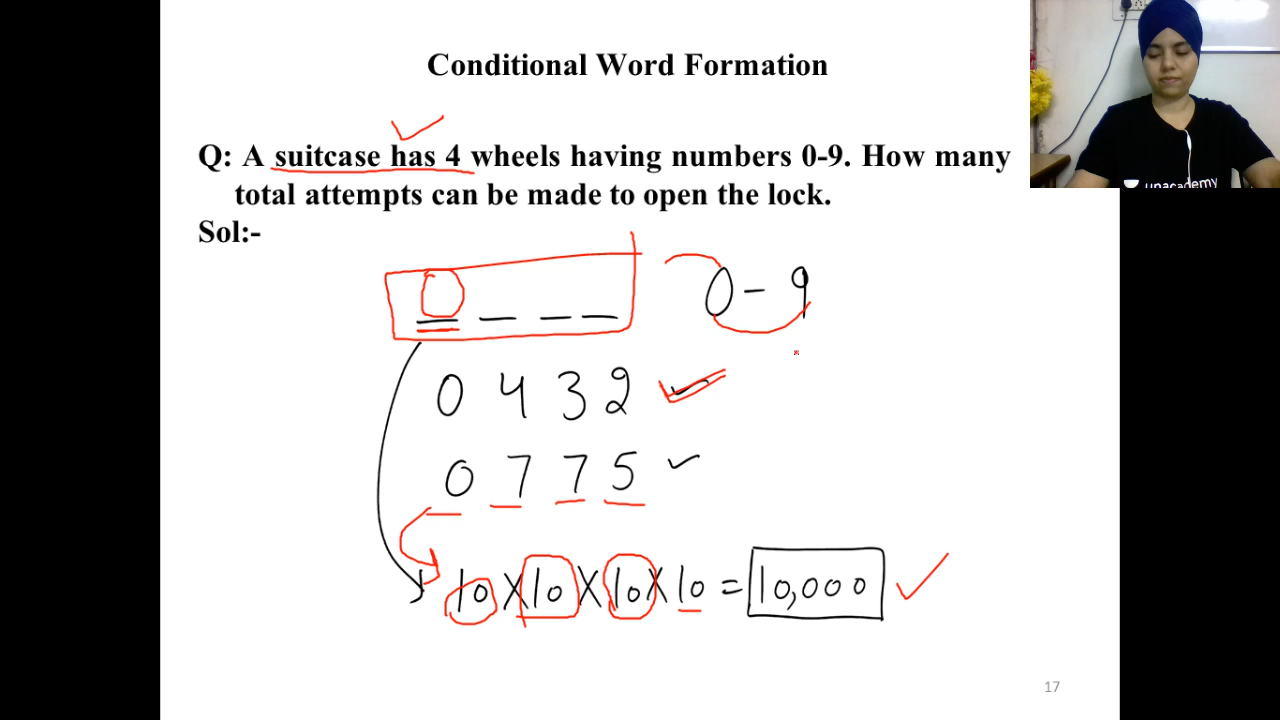 Conditional Word Formation
Q: A suitcase has 4 wheels having numbers 0-9. How many
total attempts can be made to open the lock.
Sol:-
0 - 9
0 4 3 2
0 7 7 5
10 X 10 X 10 X 10 = 10,000
17
unacademy